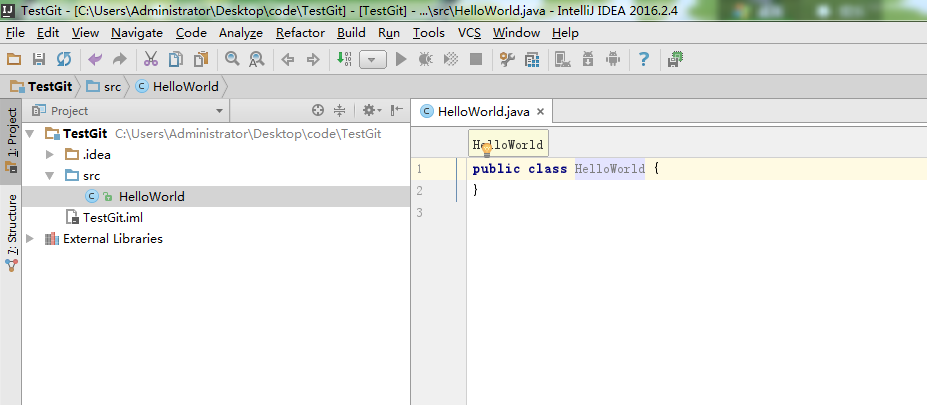 TestGit - [C:\Users\Administrator\Desktop\code\TestGit] - [TestGit] - ...\src\HelloWorld.java - IntelliJ IDEA 2016.2.4
File Edit View Navigate Code Analyze Refactor Build Run Tools VCS Window Help
TestGit src HelloWorld
1: Project
7: Structure
Project
TestGit C:\Users\Administrator\Desktop\code\TestGit
.idea
src
HelloWorld
TestGit.iml
External Libraries
HelloWorld.java
HelloWorld
1 public class HelloWorld {
2 }
3